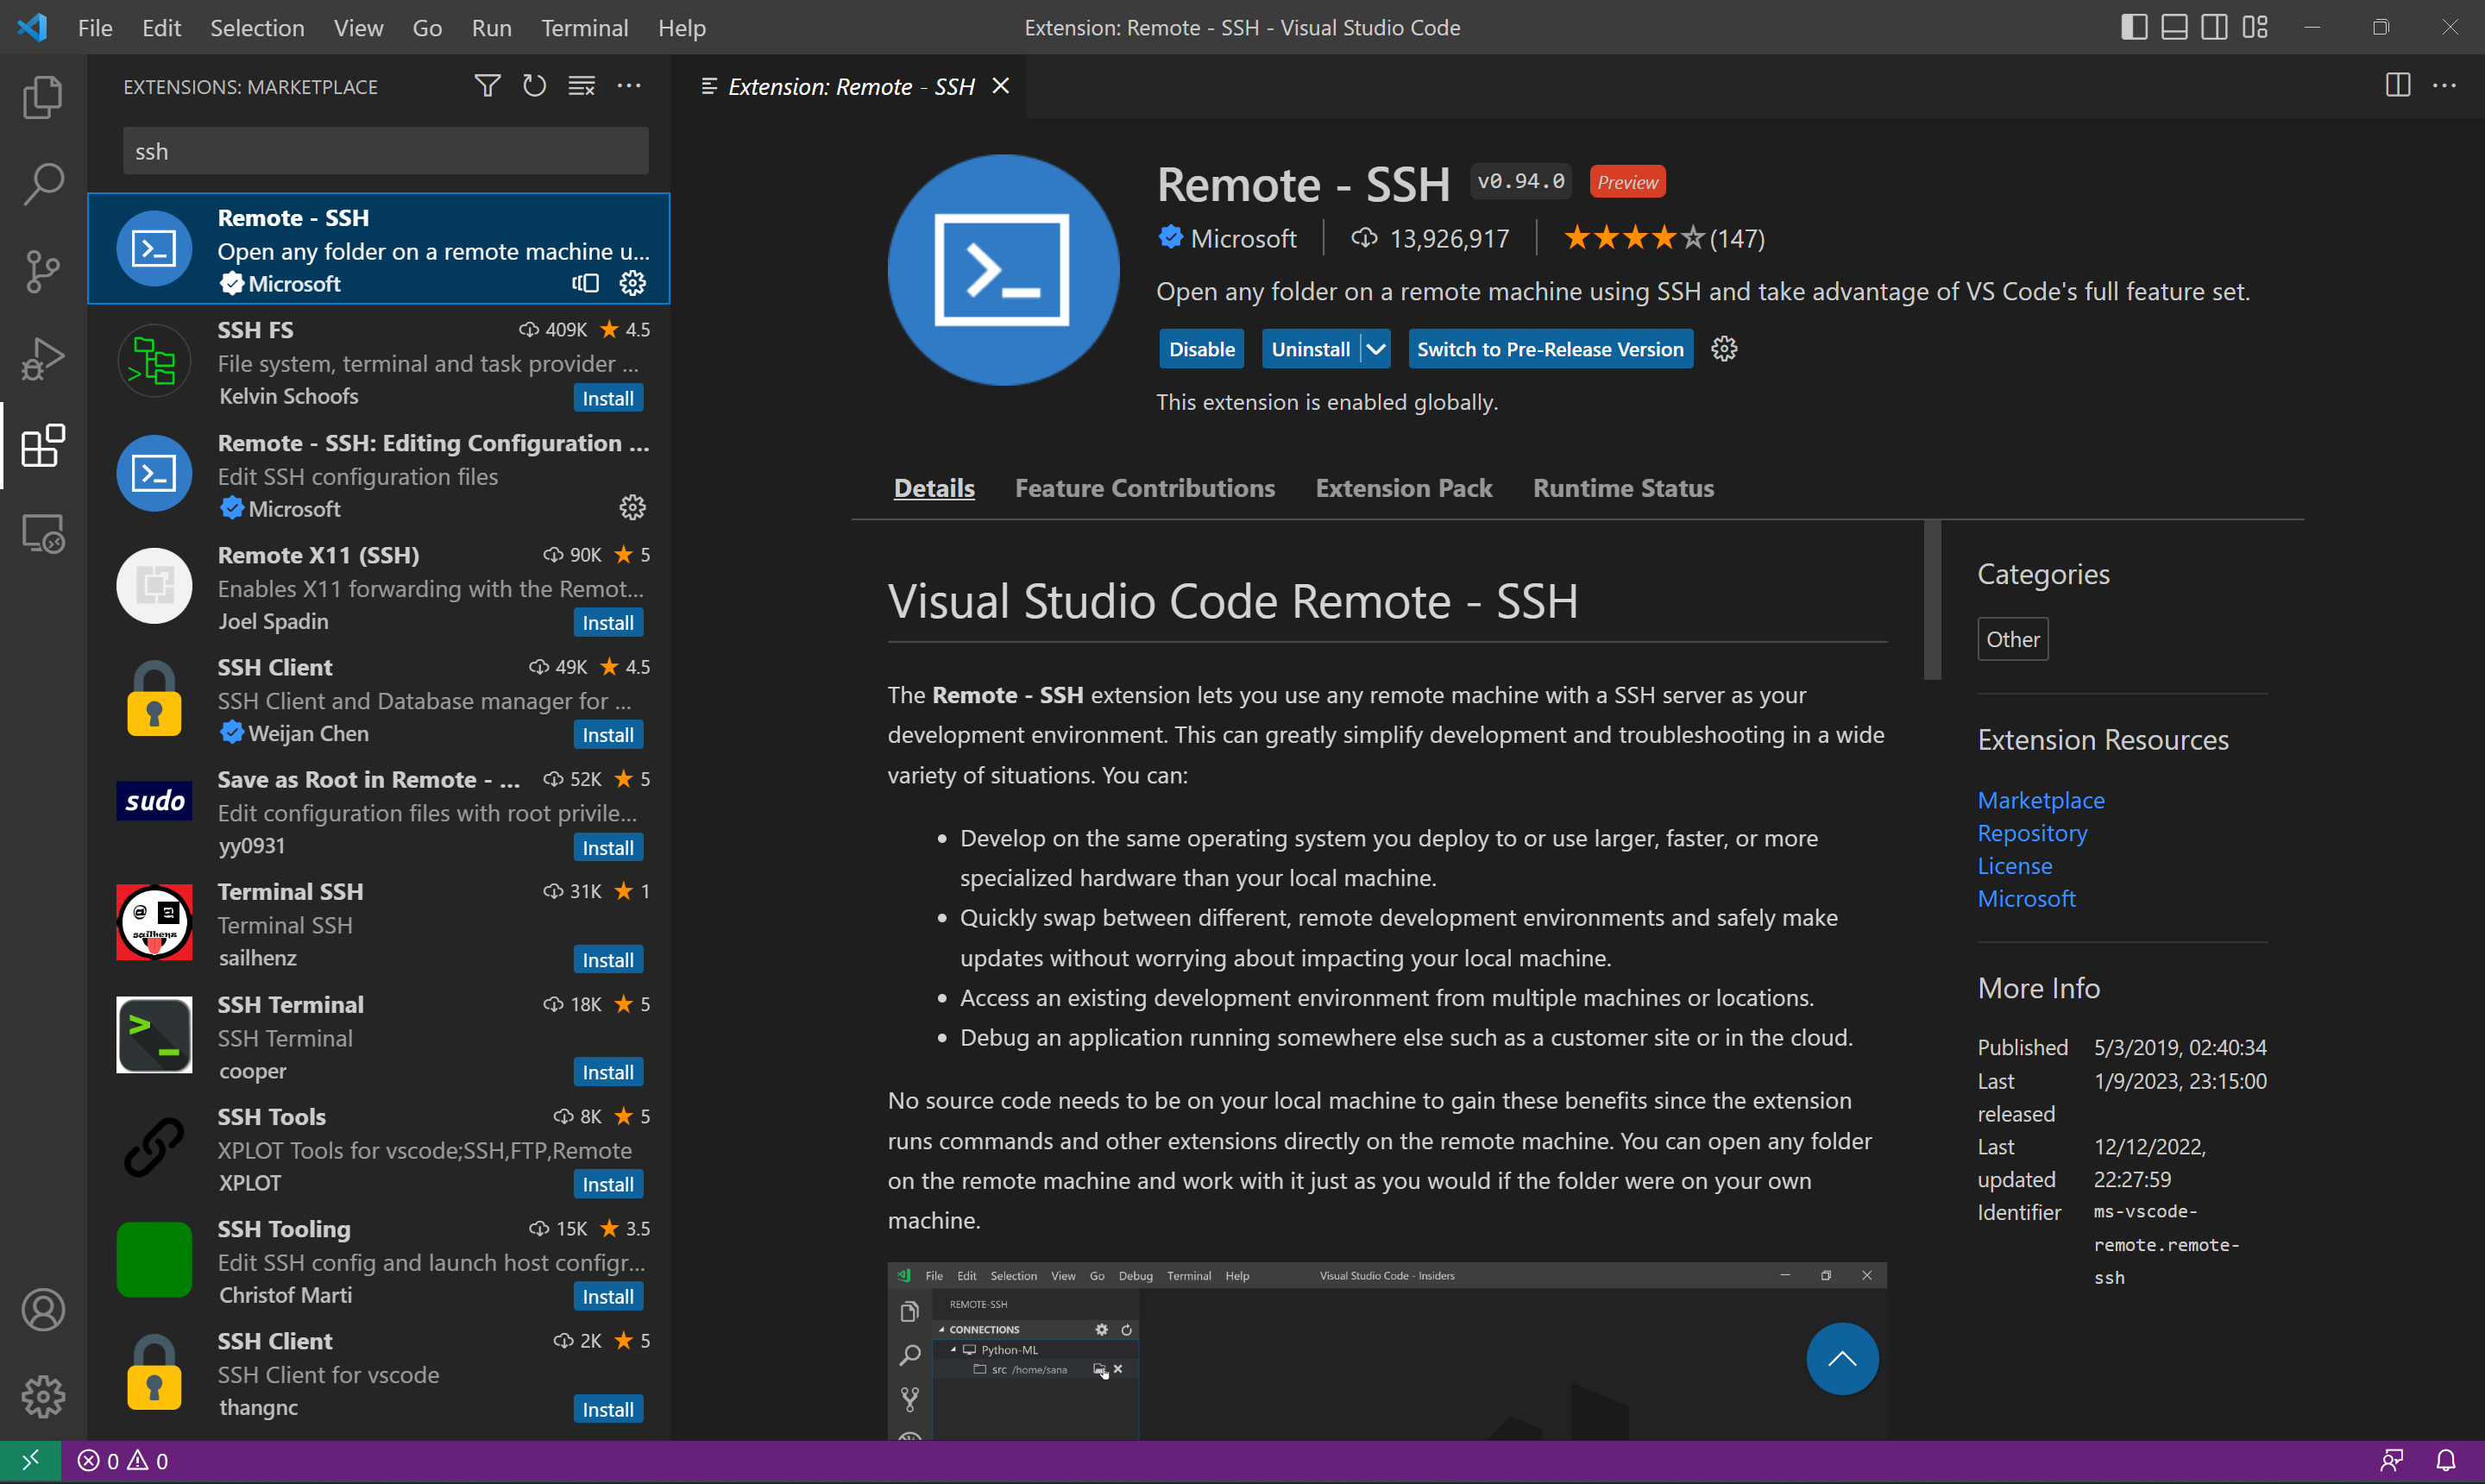 File Edit Selection View Go Run Terminal Help
Extension: Remote - SSH - Visual Studio Code
EXTENSIONS: MARKETPLACE
ssh
Remote - SSH
Open any folder on a remote machine u...
Microsoft
SSH FS 409K 4.5
File system, terminal and task provider ...
Kelvin Schoofs Install
Remote - SSH: Editing Configuration ...
Edit SSH configuration files
Microsoft
Remote X11 (SSH) 90K 5
Enables X11 forwarding with the Remot...
Joel Spadin Install
SSH Client 49K 4.5
SSH Client and Database manager for ...
Weijan Chen Install
sudo
Save as Root in Remote - ... 52K 5
Edit configuration files with root privile...
yy0931 Install
@ a
sailhenz
Terminal SSH 31K 1
Terminal SSH
sailhenz Install
SSH Terminal 18K 5
SSH Terminal
cooper Install
SSH Tools 8K 5
XPLOT Tools for vscode;SSH,FTP,Remote
XPLOT Install
SSH Tooling 15K 3.5
Edit SSH config and launch host configr...
Christof Marti Install
SSH Client 2K 5
SSH Client for vscode
thangnc Install
Extension: Remote - SSH
Remote - SSH v0.94.0 Preview
Microsoft 13,926,917 (147)
Open any folder on a remote machine using SSH and take advantage of VS Code's full feature set.
Disable Uninstall Switch to Pre-Release Version
This extension is enabled globally.
Details Feature Contributions Extension Pack Runtime Status
Visual Studio Code Remote - SSH
The Remote - SSH extension lets you use any remote machine with a SSH server as your
development environment. This can greatly simplify development and troubleshooting in a wide
variety of situations. You can:
• Develop on the same operating system you deploy to or use larger, faster, or more
specialized hardware than your local machine.
• Quickly swap between different, remote development environments and safely make
updates without worrying about impacting your local machine.
• Access an existing development environment from multiple machines or locations.
• Debug an application running somewhere else such as a customer site or in the cloud.
No source code needs to be on your local machine to gain these benefits since the extension
runs commands and other extensions directly on the remote machine. You can open any folder
on the remote machine and work with it just as you would if the folder were on your own
machine.
File Edit Selection View Go Debug Terminal Help Visual Studio Code - Insiders
REMOTE-SSH
CONNECTIONS
Python-ML
src /home/sana
Categories
Other
Extension Resources
Marketplace
Repository
License
Microsoft
More Info
Published 5/3/2019, 02:40:34
Last 1/9/2023, 23:15:00
released
Last 12/12/2022,
updated 22:27:59
Identifier ms-vscode-
remote.remote-
ssh
0 0